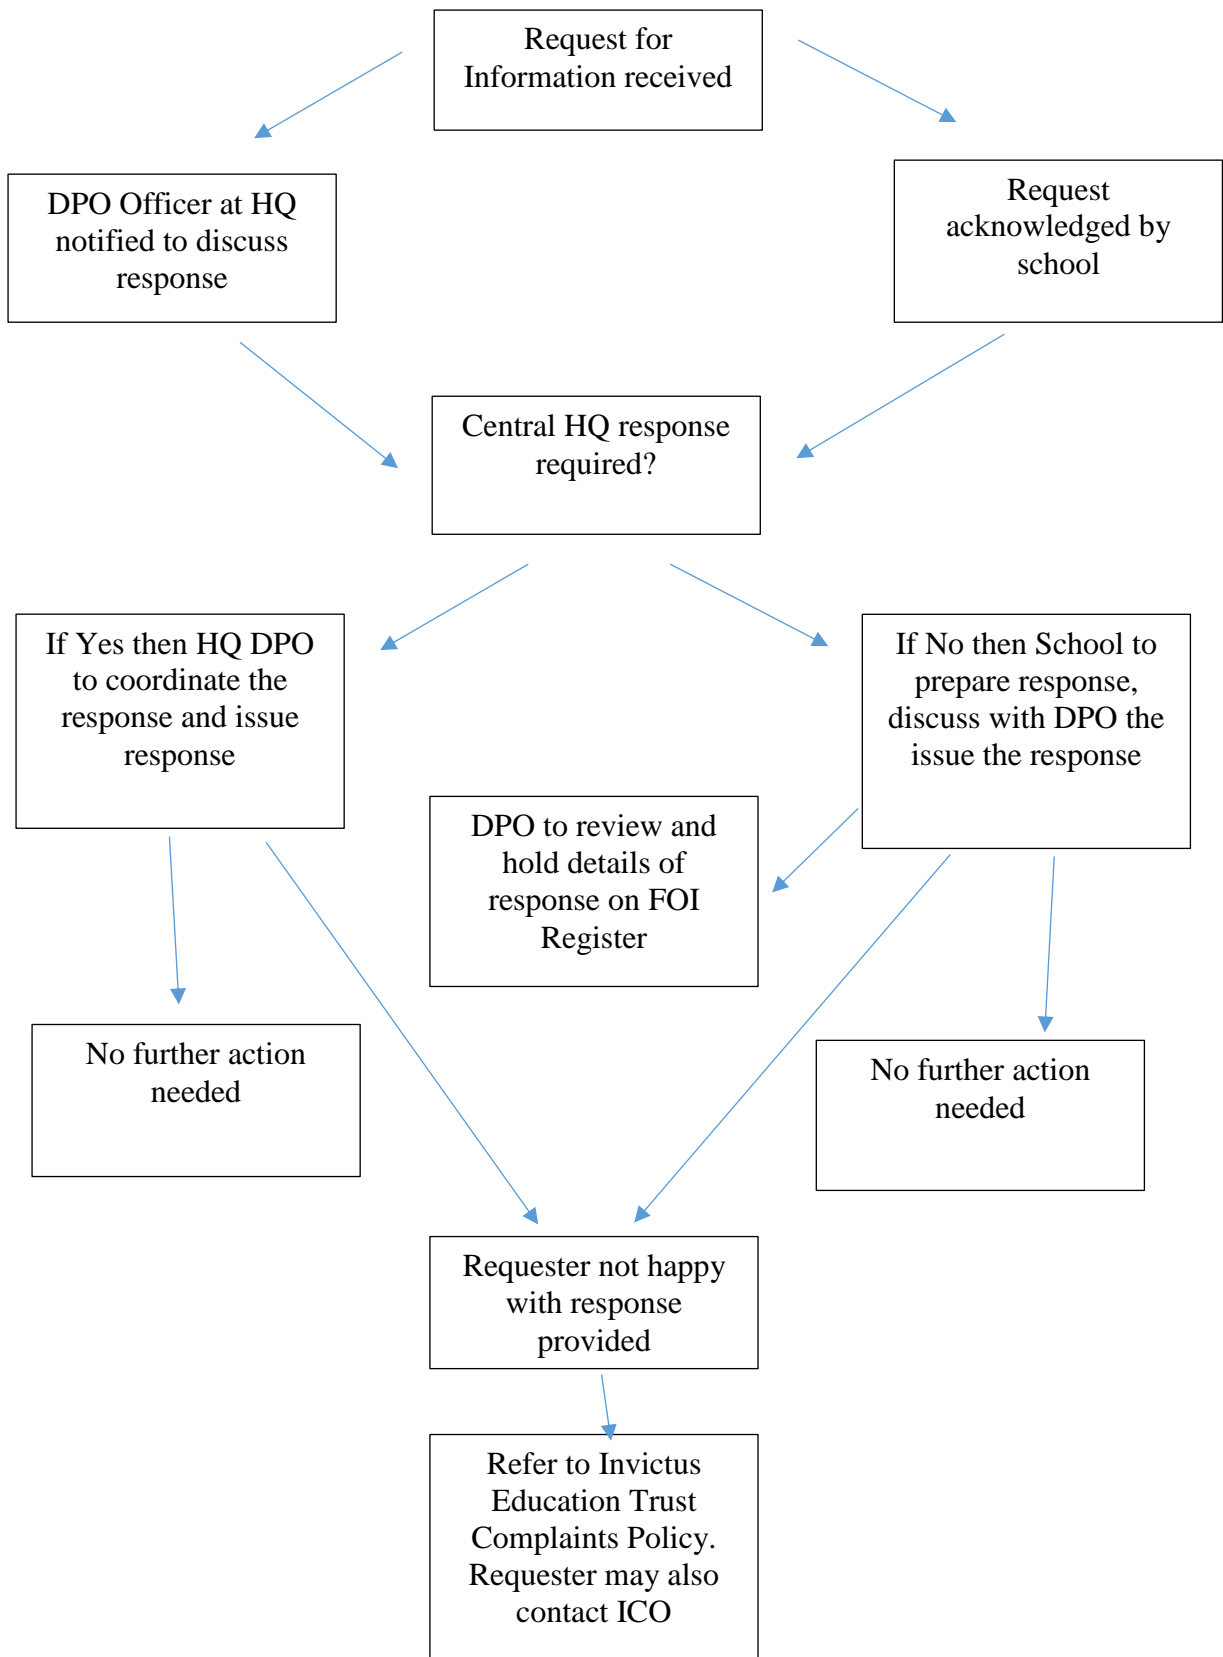 Request for
Information received
DPO Officer at HQ
notified to discuss
response
Request
acknowledged by
school
Central HQ response
required?
If Yes then HQ DPO
to coordinate the
response and issue
response
If No then School to
prepare response,
discuss with DPO the
issue the response
DPO to review and
hold details of
response on FOI
Register
No further action
needed
No further action
needed
Requester not happy
with response
provided
Refer to Invictus
Education Trust
Complaints Policy.
Requester may also
contact ICO